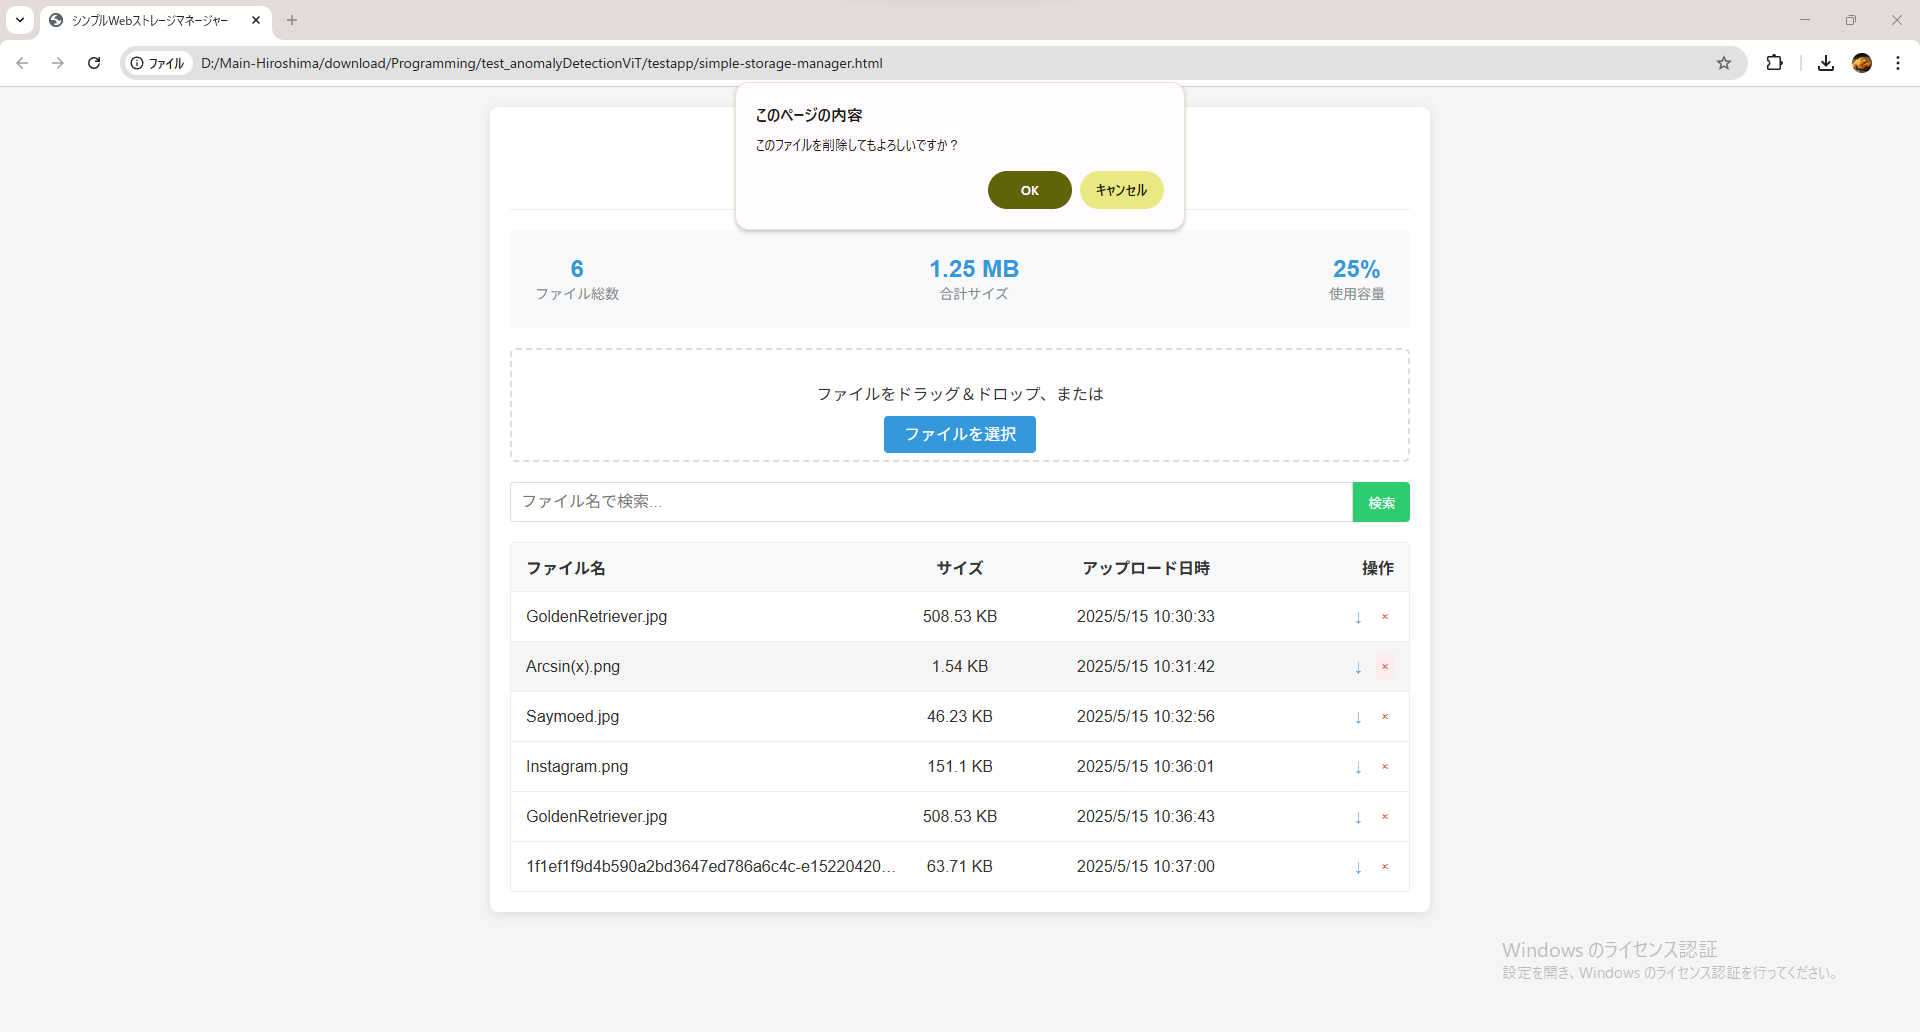 シンプルWebストレージマネージャー
ファイル
D:/Main-Hiroshima/download/Programming/test_anomalyDetectionViT/testapp/simple-storage-manager.html
このページの内容
このファイルを削除してもよろしいですか？
OK
キャンセル
6
ファイル総数
1.25 MB
合計サイズ
25%
使用容量
ファイルをドラッグ＆ドロップ、または
ファイルを選択
ファイル名で検索...
検索
ファイル名 サイズ アップロード日時 操作
GoldenRetriever.jpg 508.53 KB 2025/5/15 10:30:33 ↓ ×
Arcsin(x).png 1.54 KB 2025/5/15 10:31:42 ↓ ×
Saymoed.jpg 46.23 KB 2025/5/15 10:32:56 ↓ ×
Instagram.png 151.1 KB 2025/5/15 10:36:01 ↓ ×
GoldenRetriever.jpg 508.53 KB 2025/5/15 10:36:43 ↓ ×
1f1ef1f9d4b590a2bd3647ed786a6c4c-e15220420... 63.71 KB 2025/5/15 10:37:00 ↓ ×
Windows のライセンス認証
設定を開き、Windows のライセンス認証を行ってください。